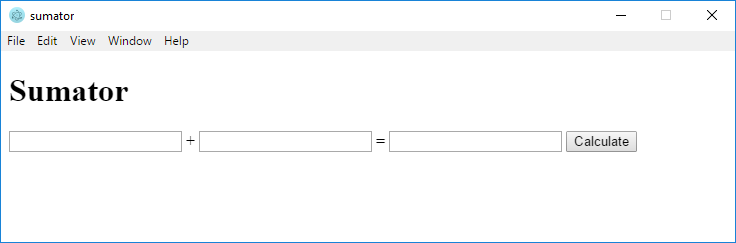 sumator
File Edit View Window Help
Sumator
+ = Calculate